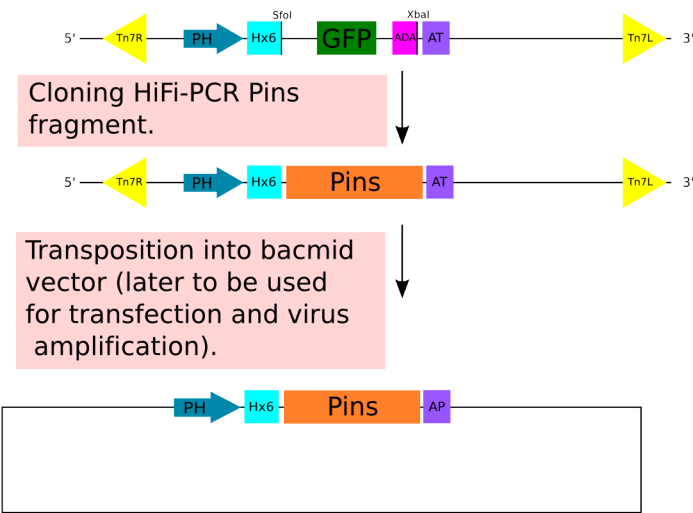 SfoI XbaI
5' Tn7R PH Hx6 GFP ADA AT Tn7L 3'
Cloning HiFi-PCR Pins
fragment.
5' Tn7R PH Hx6 Pins AT Tn7L 3'
Transposition into bacmid
vector (later to be used
for transfection and virus
amplification).
PH Hx6 Pins AP